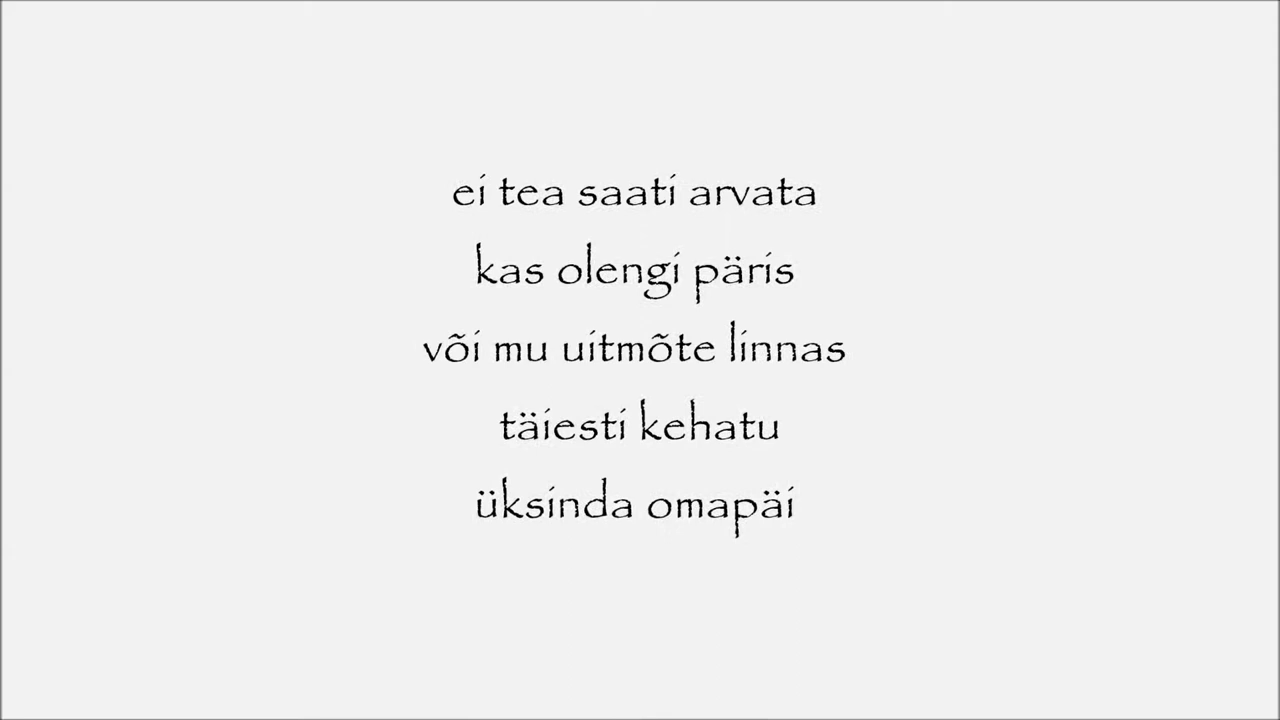 ei tea saati arvata
kas olengi päris
või mu uitmõte linnas
täiesti kehatu
üksinda omapäi